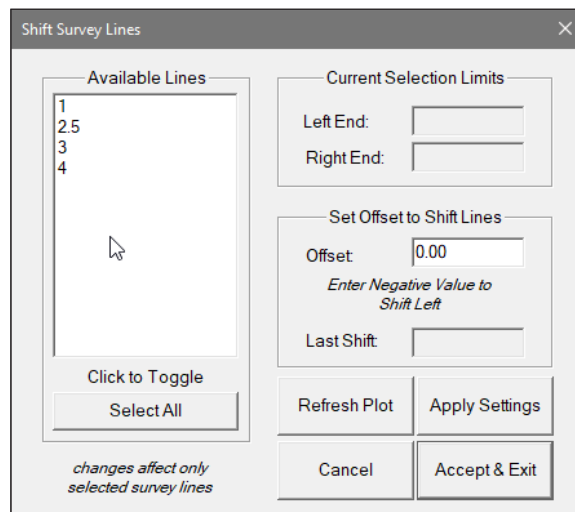 Shift Survey Lines
Available Lines
1
2.5
3
4
Click to Toggle
Select All
changes affect only
selected survey lines
Current Selection Limits
Left End:
Right End:
Set Offset to Shift Lines
Offset: 0.00
Enter Negative Value to
Shift Left
Last Shift:
Refresh Plot
Apply Settings
Cancel
Accept & Exit